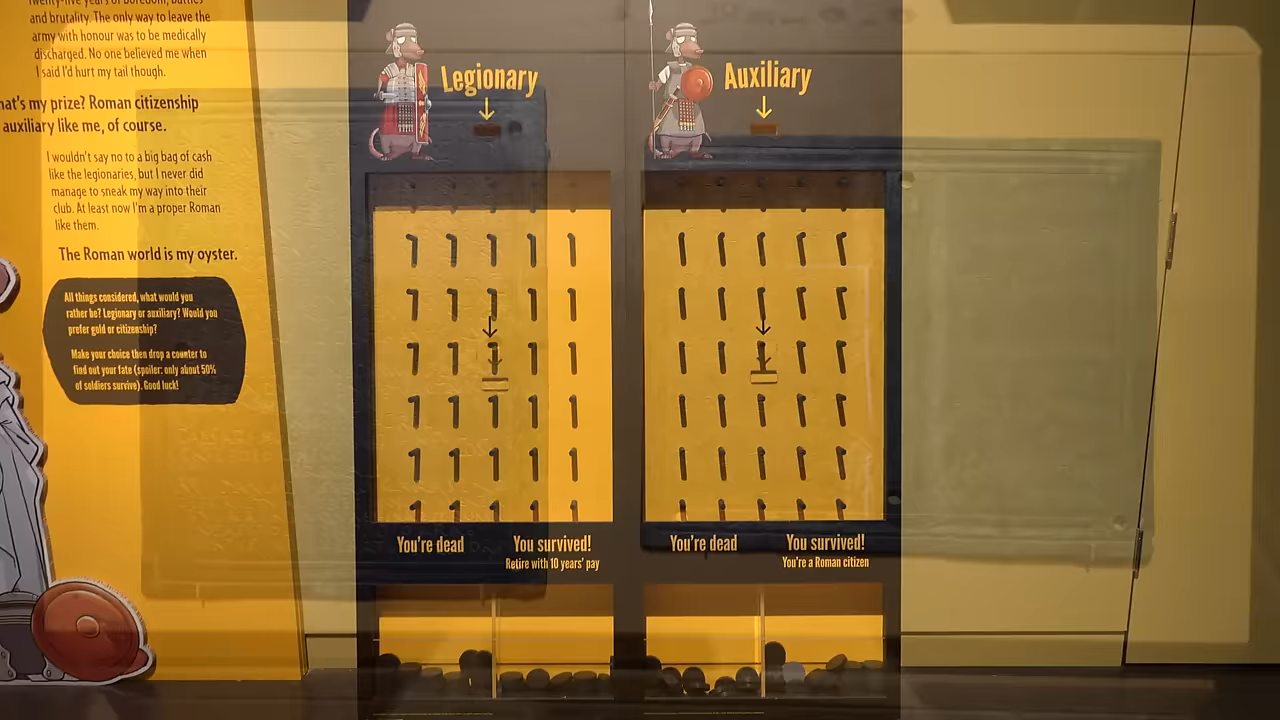 Twenty-five years of boredom, battles
and brutality. The only way to leave the
army with honour was to be medically
discharged. No one believed me when
I said I'd hurt my tail though.
hat's my prize? Roman citizenship
auxiliary like me, of course.
I wouldn't say no to a big bag of cash
like the legionaries, but I never did
manage to sneak my way into their
club. At least now I'm a proper Roman
like them.
The Roman world is my oyster.
All things considered, what would you
rather be? Legionary or auxiliary? Would you
prefer gold or citizenship?
Make your choice then drop a counter to
find out your fate (spoiler: only about 50%
of soldiers survive). Good luck!
Legionary
Auxiliary
You're dead
You survived!
Retire with 10 years' pay
You're dead
You survived!
You're a Roman citizen